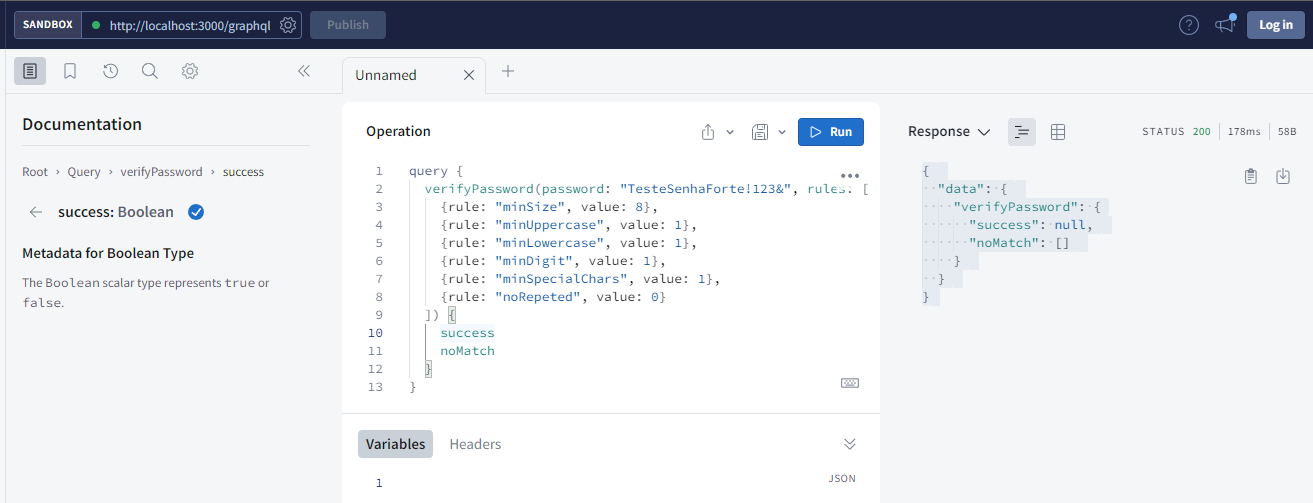 SANDBOX http://localhost:3000/graphql Publish Log in
Unnamed
Documentation
Root › Query › verifyPassword › success
success: Boolean
Metadata for Boolean Type
The Boolean scalar type represents true or
false.
Operation
Run
1 query {
2 verifyPassword(password: "TesteSenhaForte!123&", rules: [
3 {rule: "minSize", value: 8},
4 {rule: "minUppercase", value: 1},
5 {rule: "minLowercase", value: 1},
6 {rule: "minDigit", value: 1},
7 {rule: "minSpecialChars", value: 1},
8 {rule: "noRepeted", value: 0}
9 ]) {
10 success
11 noMatch
12 }
13 }
Variables Headers
1
JSON
Response STATUS 200 178ms 58B
{
"data": {
"verifyPassword": {
"success": null,
"noMatch": []
}
}
}